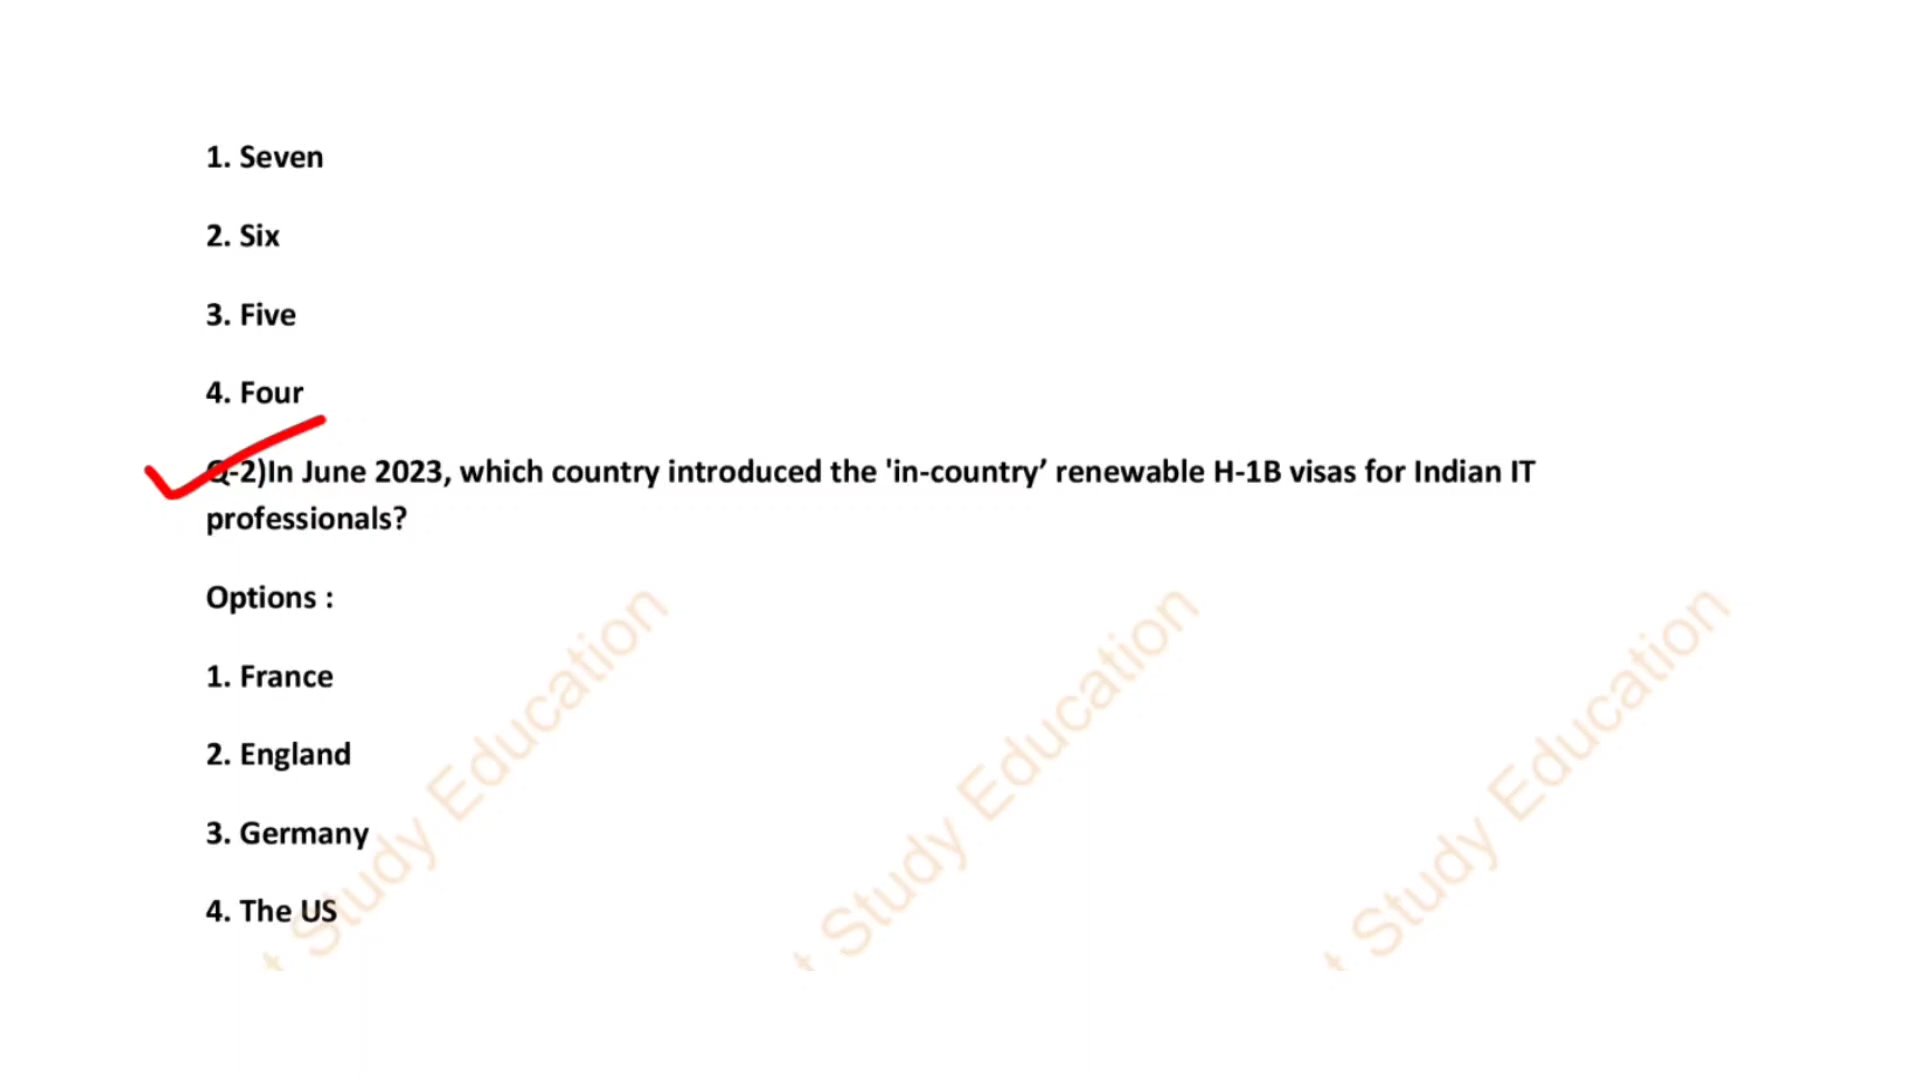 1. Seven
2. Six
3. Five
4. Four
Q-2)In June 2023, which country introduced the 'in-country’ renewable H-1B visas for Indian IT
professionals?
Options :
1. France
2. England
3. Germany
4. The US
t Study Education
t Study Education
t Study Education